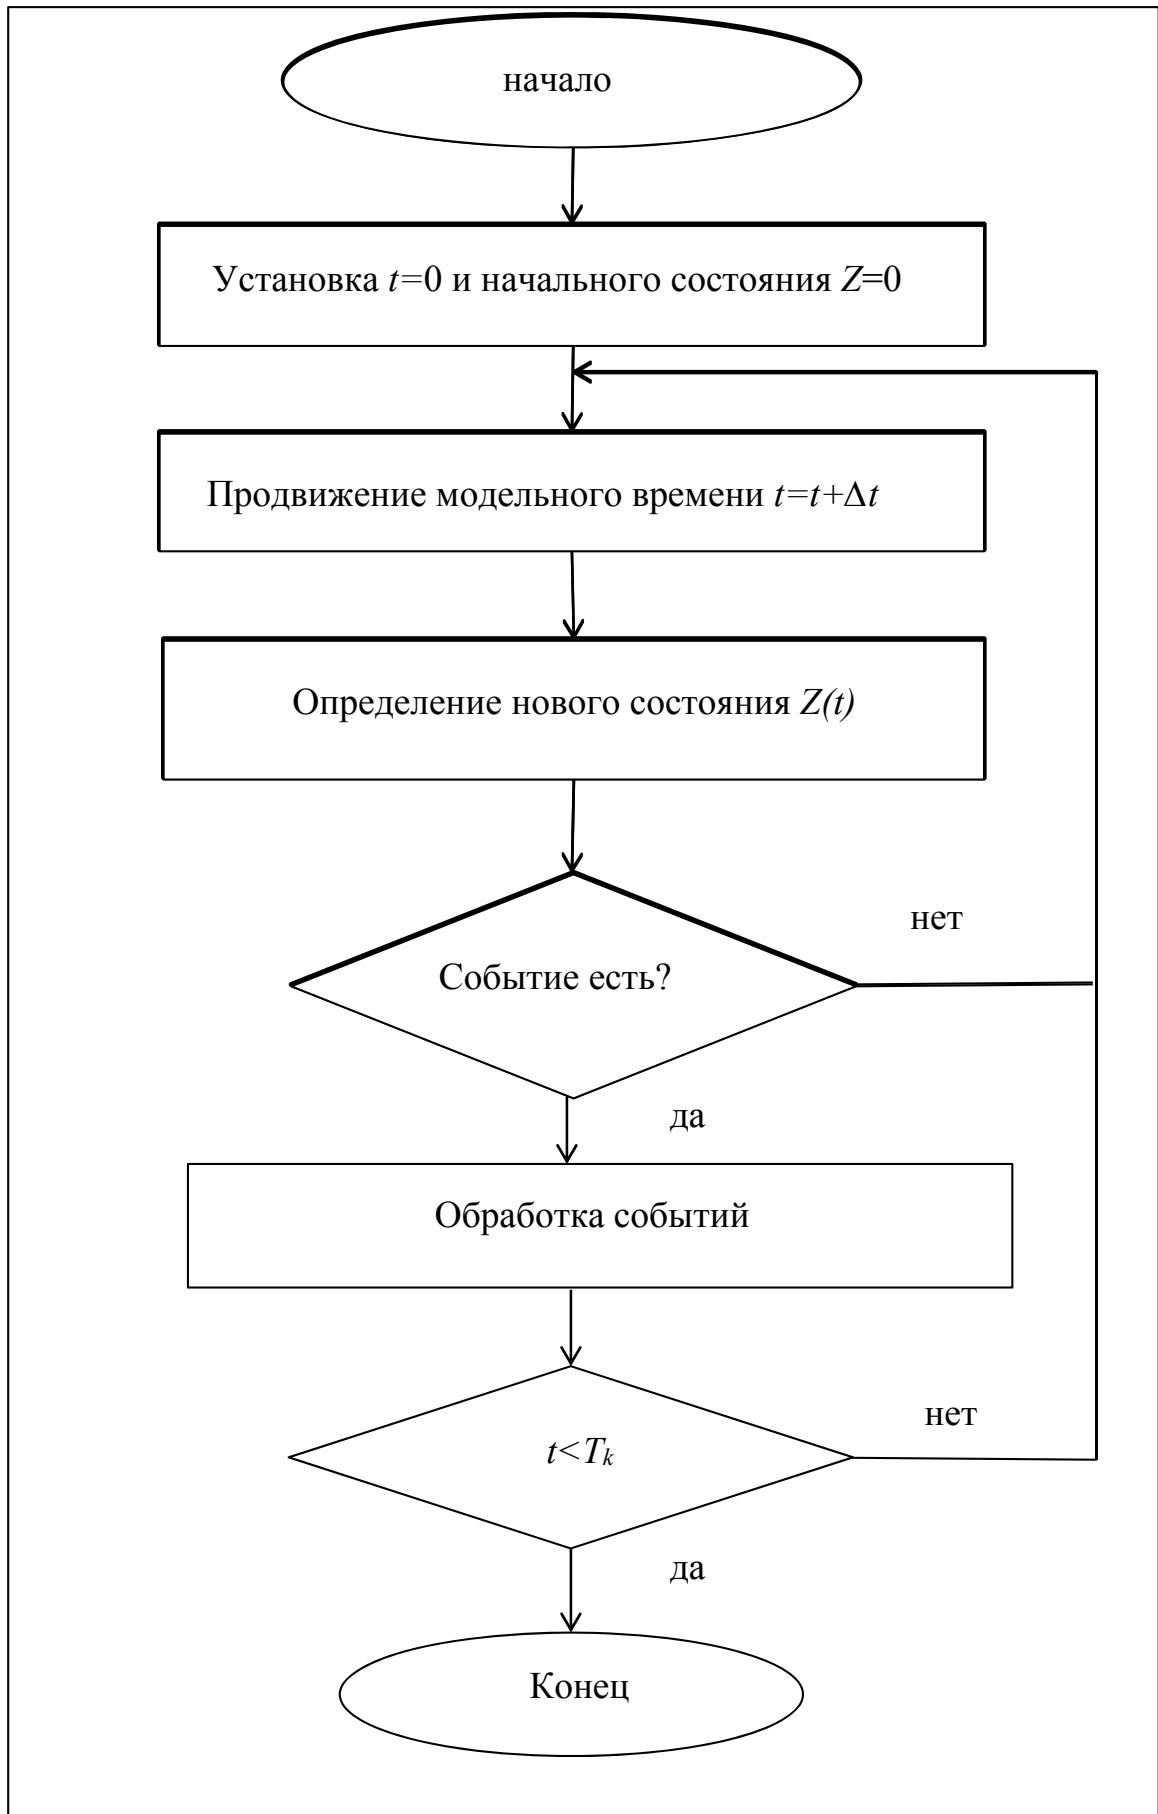 начало
Установка t=0 и начального состояния Z=0
Продвижение модельного времени t=t+Δt
Определение нового состояния Z(t)
нет
Событие есть?
да
Обработка событий
нет
t<Tk
да
Конец